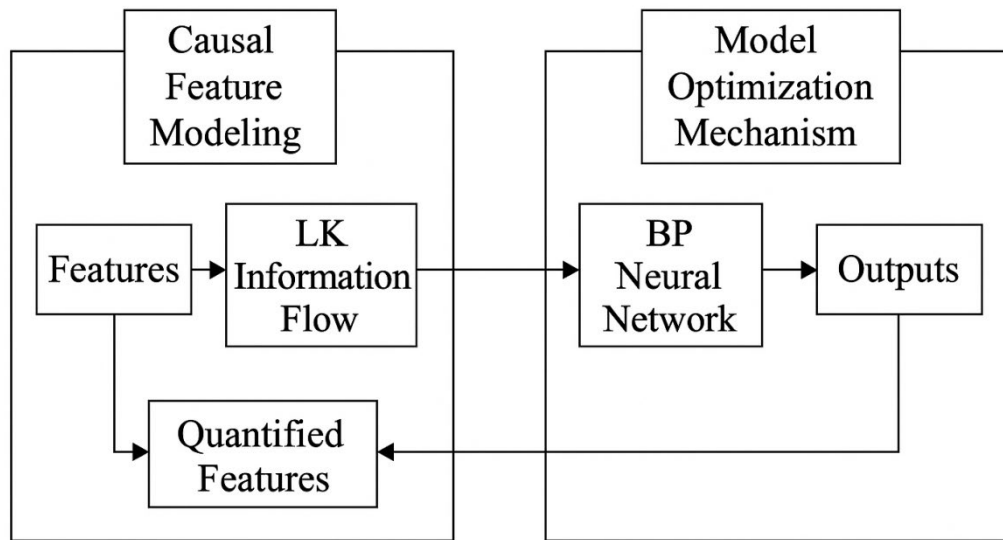 Causal
Feature
Modeling
Model
Optimization
Mechanism
Features
LK
Information
Flow
BP
Neural
Network
Outputs
Quantified
Features